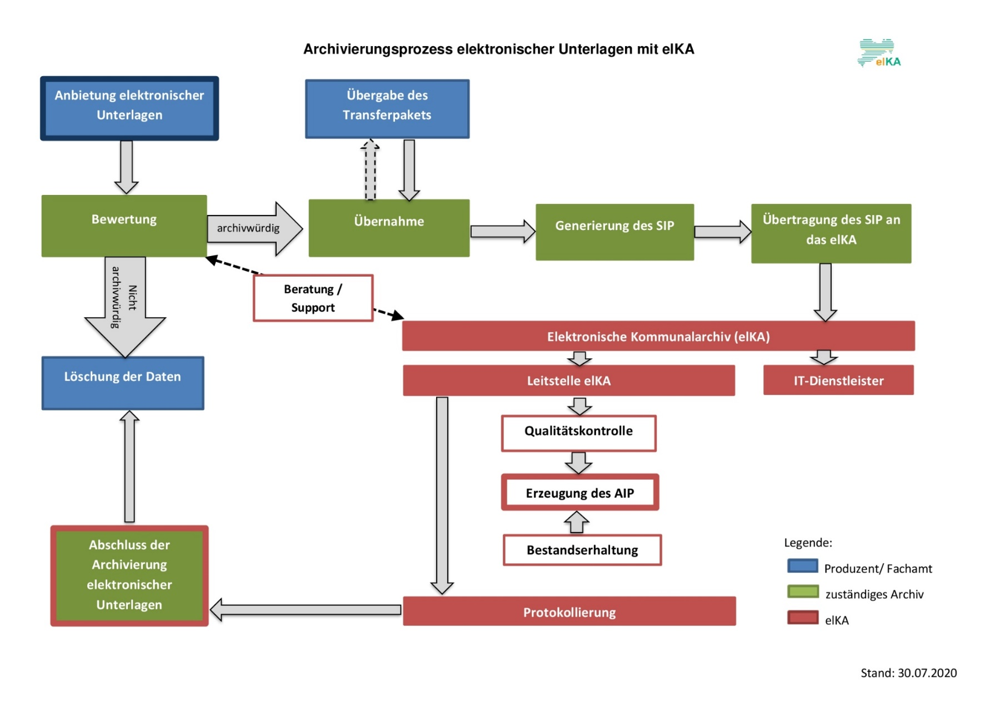 Archivierungsprozess elektronischer Unterlagen mit elKA
elKA
Anbietung elektronischer
Unterlagen
Übergabe des
Transferpakets
Bewertung
archivwürdig
Übernahme
Generierung des SIP
Übertragung des SIP an
das elKA
Nicht
archivwürdig
Beratung /
Support
Elektronische Kommunalarchiv (elKA)
Leitstelle elKA
IT-Dienstleister
Löschung der Daten
Qualitätskontrolle
Erzeugung des AIP
Bestandserhaltung
Abschluss der
Archivierung
elektronischer
Unterlagen
Protokollierung
Legende:
Produzent/ Fachamt
zuständiges Archiv
elKA
Stand: 30.07.2020